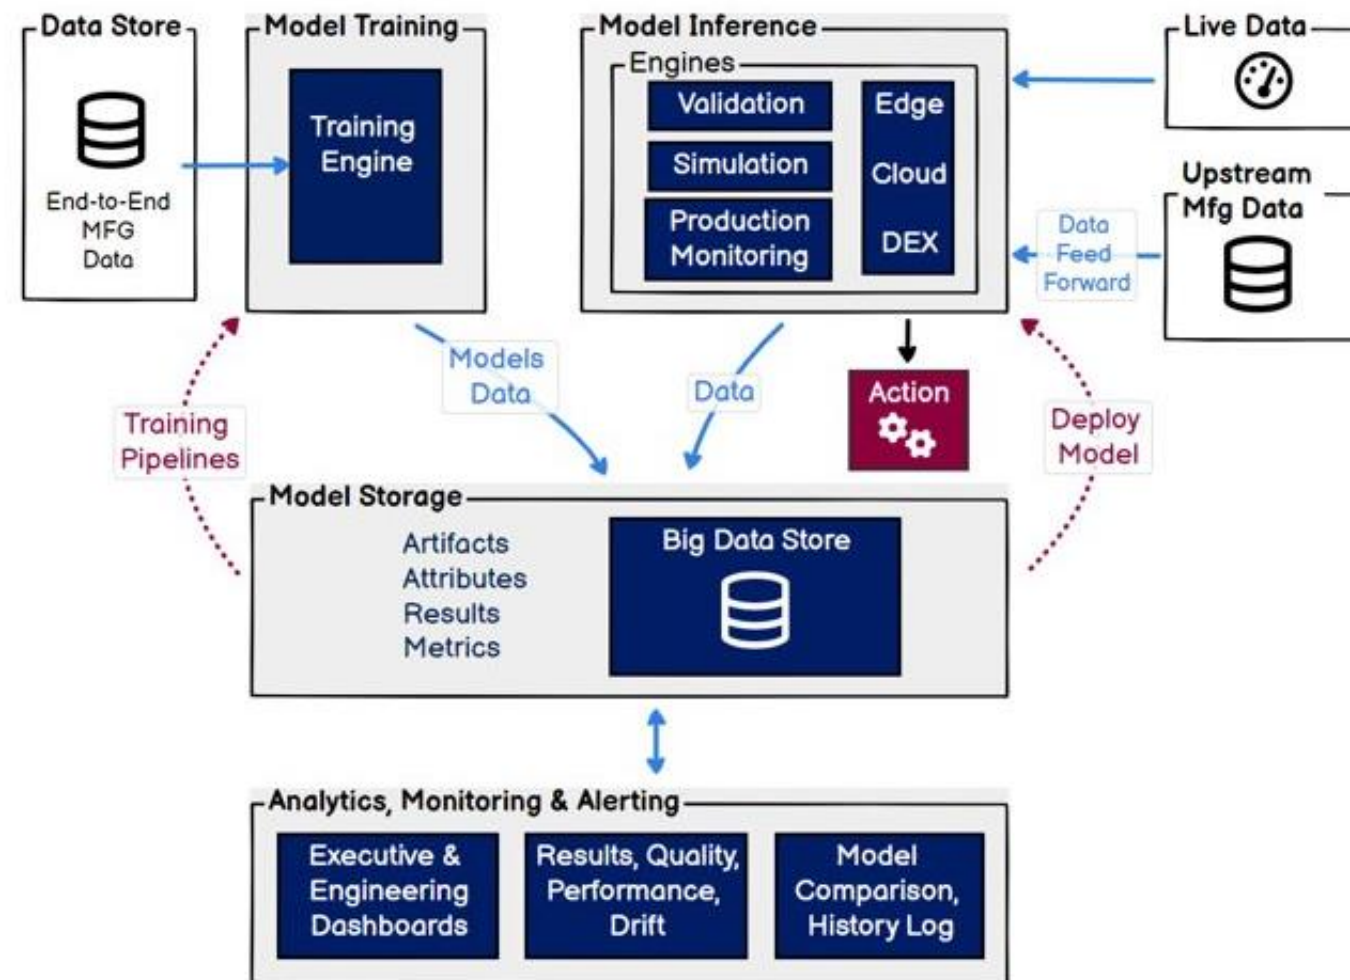 Data Store
End-to-End
MFG
Data
Model Training
Training
Engine
Model Inference
Engines
Validation
Simulation
Production
Monitoring
Edge
Cloud
DEX
Live Data
Upstream
Mfg Data
Data
Feed
Forward
Training
Pipelines
Models
Data
Data
Action
Deploy
Model
Model Storage
Artifacts
Attributes
Results
Metrics
Big Data Store
Analytics, Monitoring & Alerting
Executive &
Engineering
Dashboards
Results, Quality,
Performance,
Drift
Model
Comparison,
History Log